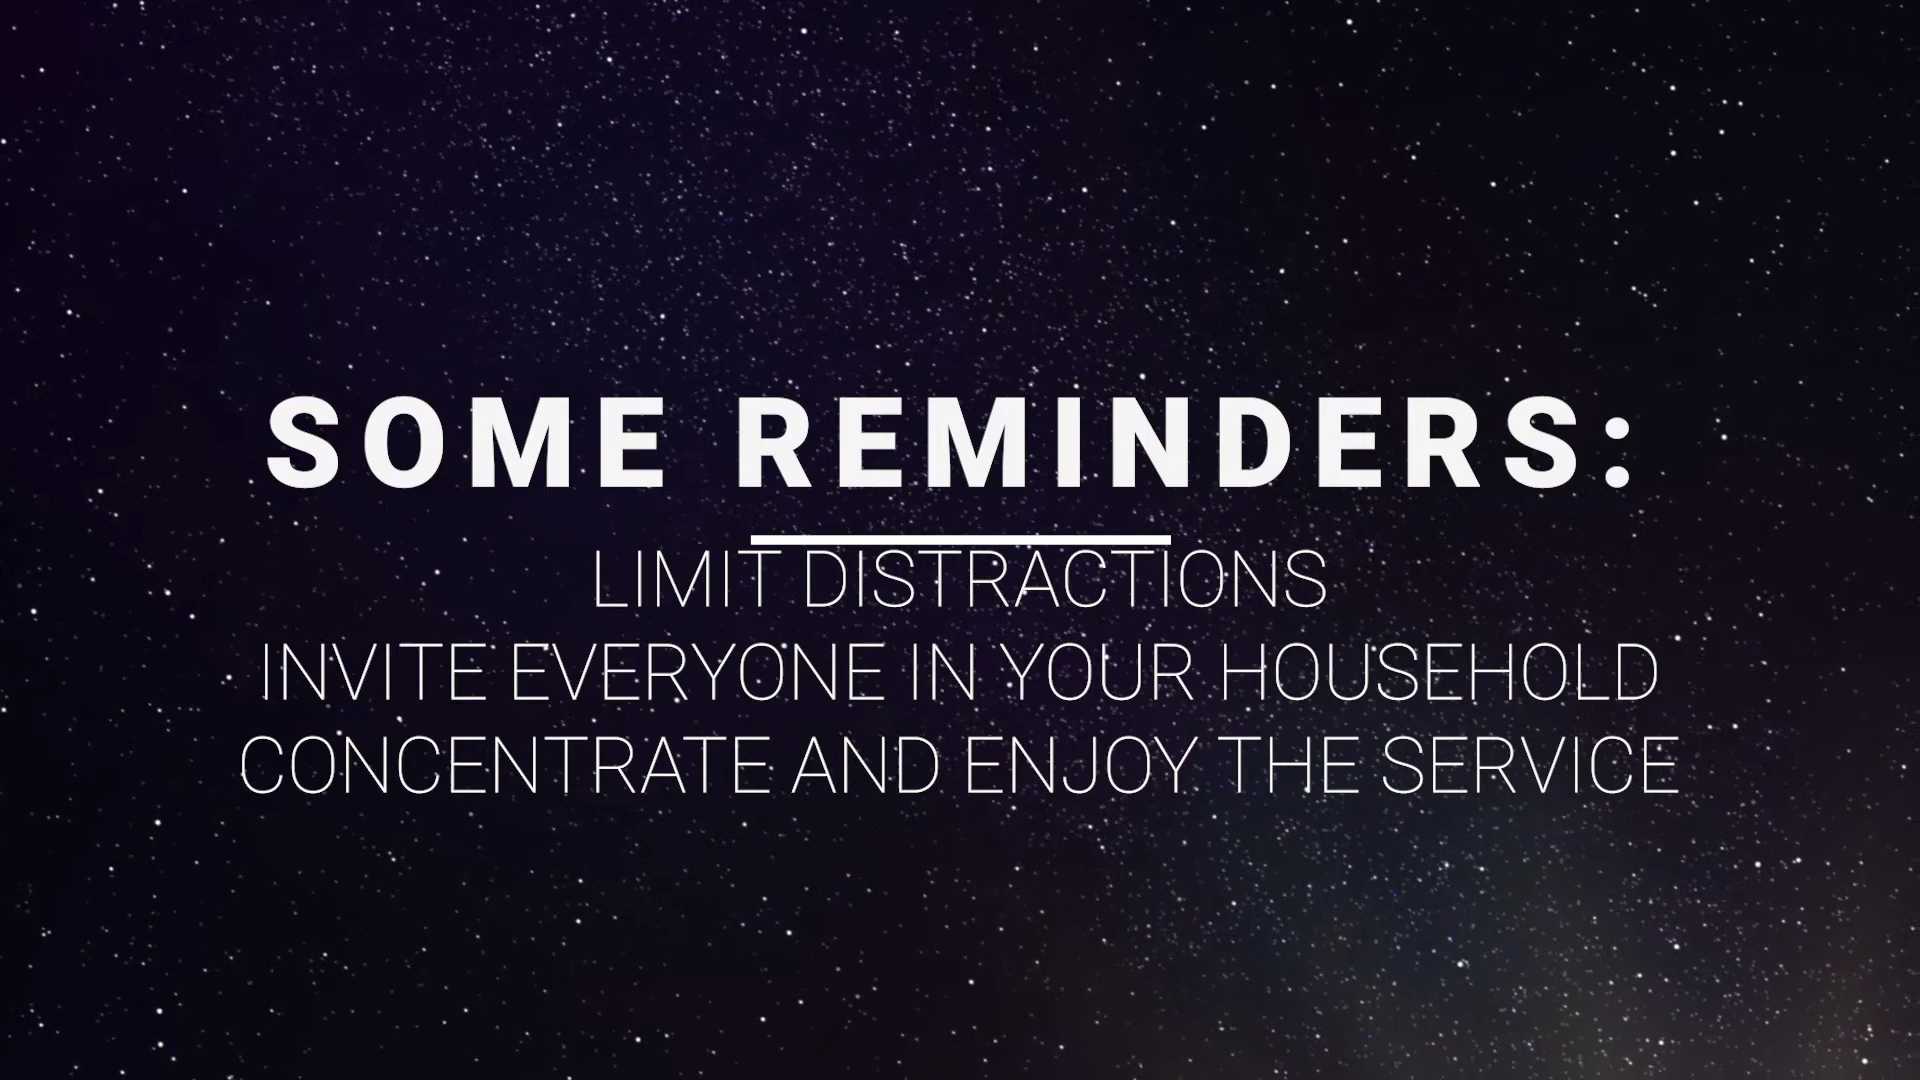 SOME REMINDERS:
LIMIT DISTRACTIONS
INVITE EVERYONE IN YOUR HOUSEHOLD
CONCENTRATE AND ENJOY THE SERVICE